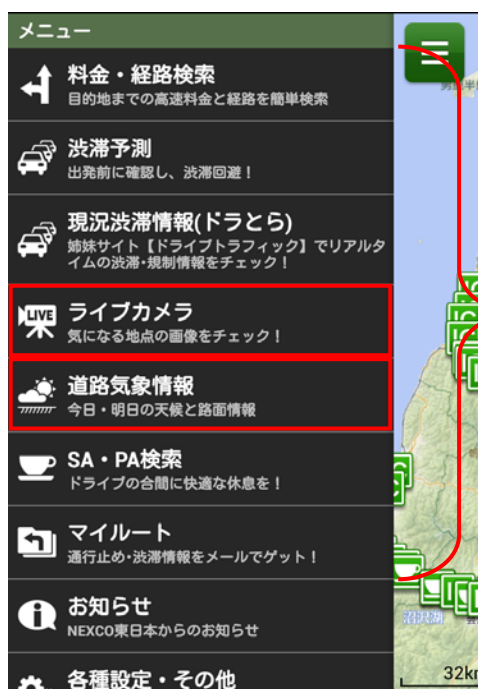 メニュー
料金・経路検索
目的地までの高速料金と経路を簡単検索
渋滞予測
出発前に確認し、渋滞回避！
現況渋滞情報(ドラとら)
姉妹サイト【ドライブトラフィック】でリアルタ
イムの渋滞・規制情報をチェック！
LIVE
ライブカメラ
気になる地点の画像をチェック！
道路気象情報
今日・明日の天候と路面情報
SA・PA検索
ドライブの合間に快適な休息を！
マイルート
通行止め・渋滞情報をメールでゲット！
お知らせ
NEXCO東日本からのお知らせ
各種設定・その他
沼沢湖
32km